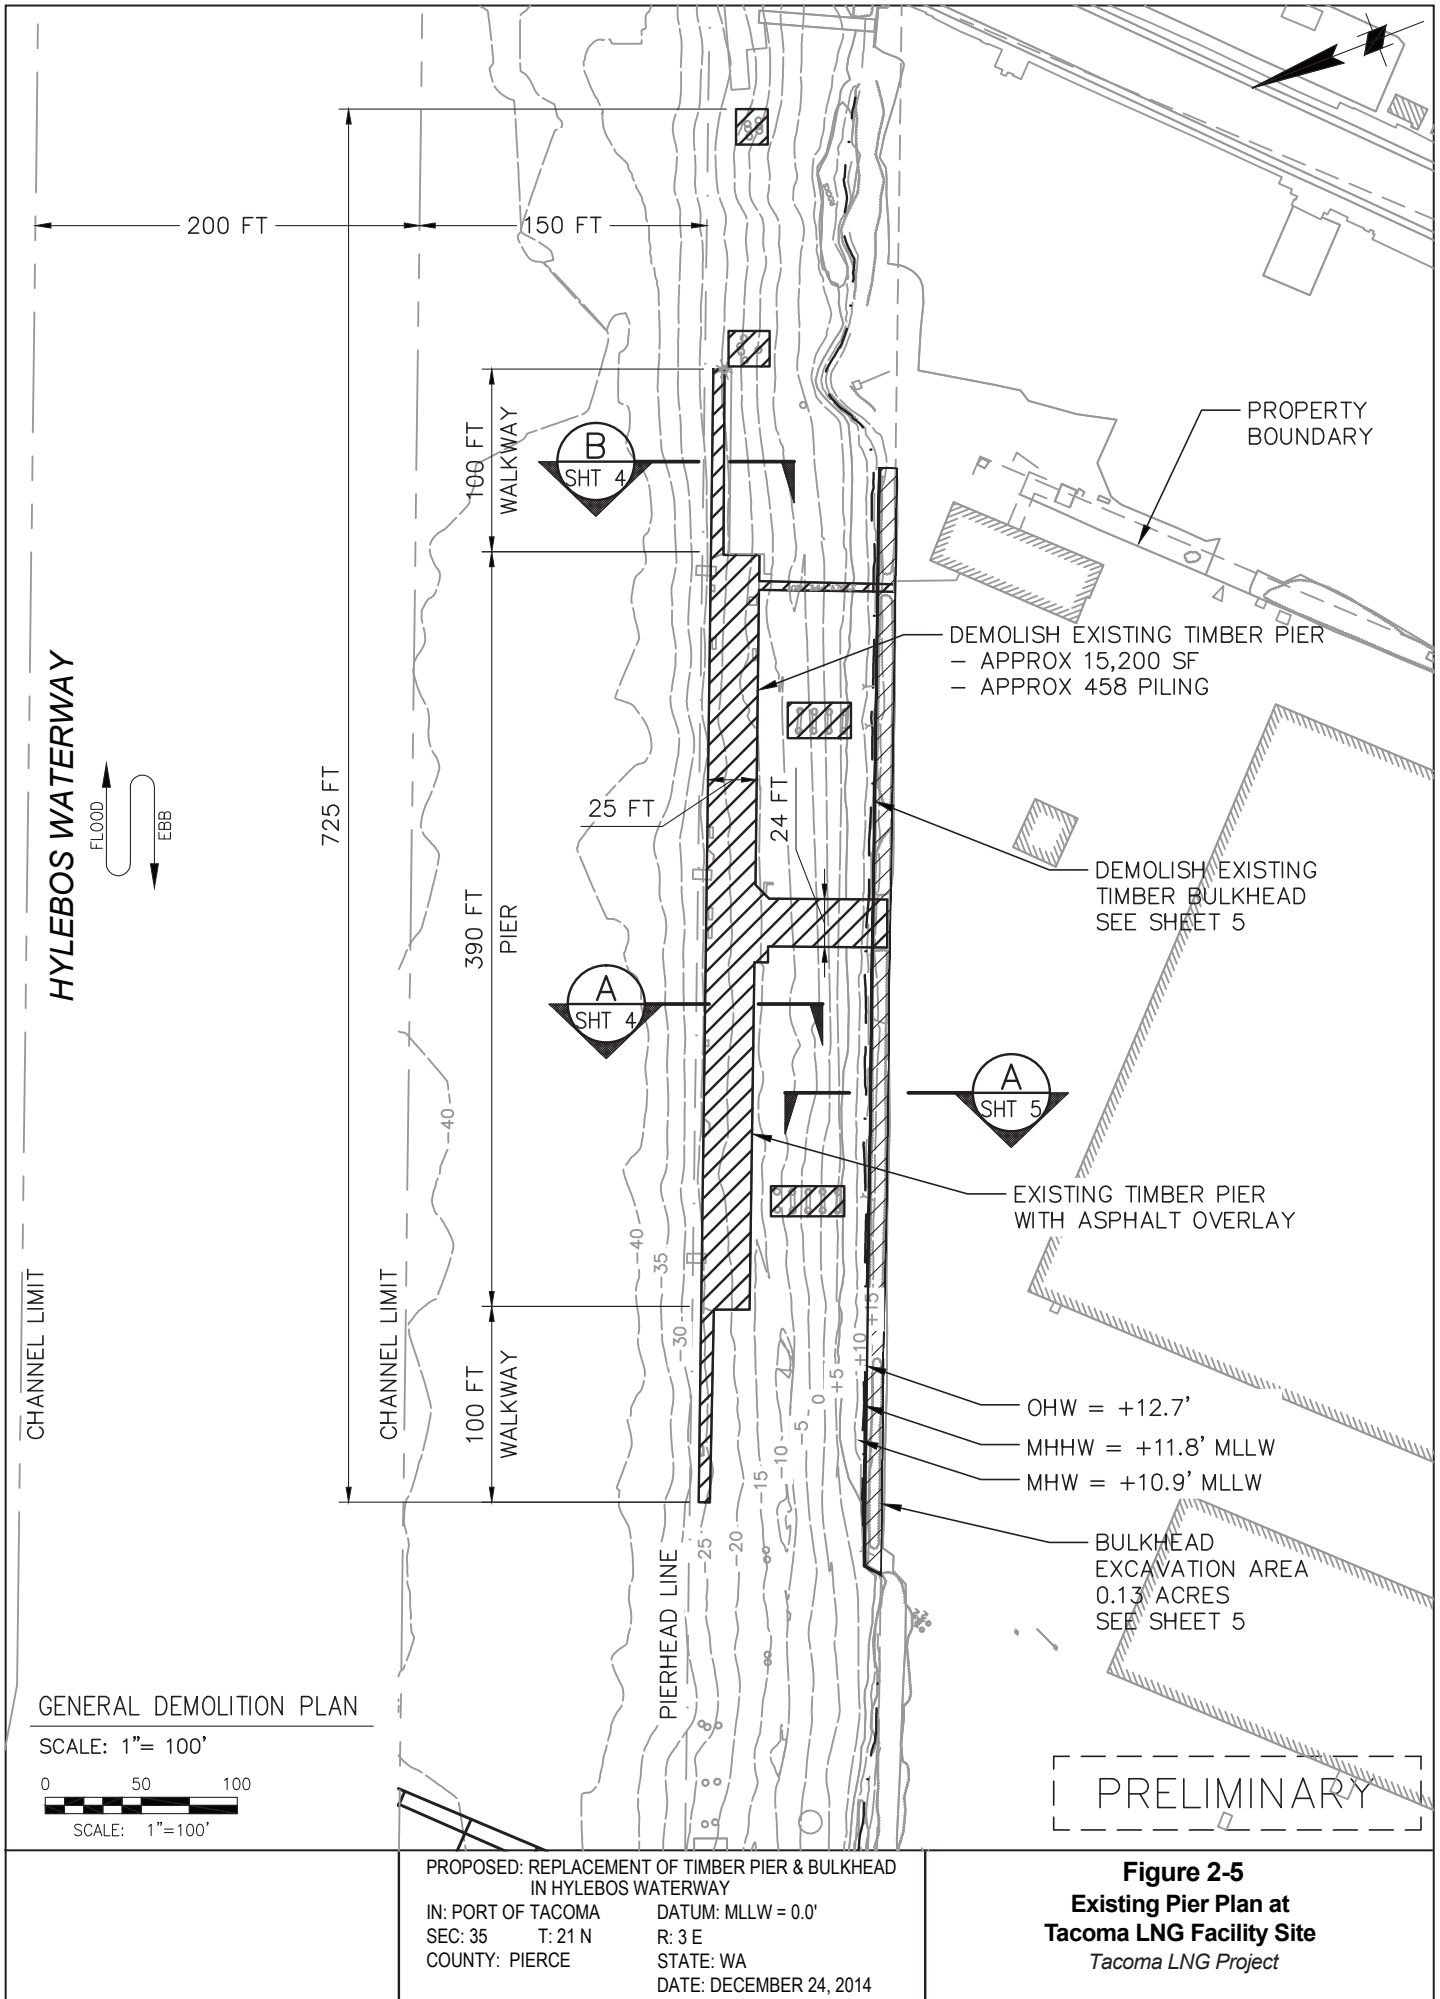 200 FT
150 FT
ROCKS
100 FT
WALKWAY
B
SHT 4
PROPERTY
BOUNDARY
DEMOLISH EXISTING TIMBER PIER
- APPROX 15,200 SF
- APPROX 458 PILING
HYLEBOS WATERWAY
FLOOD
EBB
725 FT
25 FT
24 FT
390 FT
PIER
DEMOLISH EXISTING
TIMBER BULKHEAD
SEE SHEET 5
A
SHT 4
A
SHT 5
-40
EXISTING TIMBER PIER
WITH ASPHALT OVERLAY
-40
-35
-30
-25
-20
-15
-10
-5
0
+5
+10
+15
CHANNEL LIMIT
CHANNEL LIMIT
100 FT
WALKWAY
OHW = +12.7'
MHHW = +11.8' MLLW
MHW = +10.9' MLLW
PIERHEAD LINE
BULKHEAD
EXCAVATION AREA
0.13 ACRES
SEE SHEET 5
GENERAL DEMOLITION PLAN
SCALE: 1"= 100'
0 50 100
SCALE: 1"=100'
PRELIMINARY
PROPOSED: REPLACEMENT OF TIMBER PIER & BULKHEAD
IN HYLEBOS WATERWAY
IN: PORT OF TACOMA DATUM: MLLW = 0.0'
SEC: 35 T: 21 N R: 3 E
COUNTY: PIERCE STATE: WA
DATE: DECEMBER 24, 2014
Figure 2-5
Existing Pier Plan at
Tacoma LNG Facility Site
Tacoma LNG Project